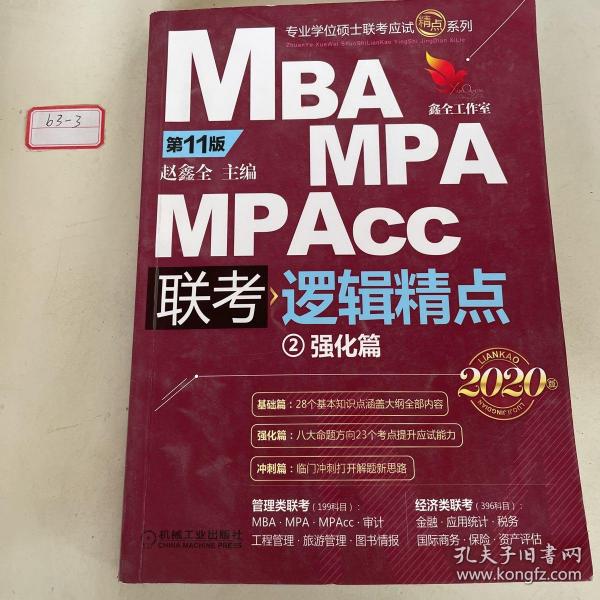 专业学位硕士联考应试精点系列
ZhuanYe XueWei ShuoShiLianKao YingShi JingDian XiLie
MBA
鑫全工作室
第11版
MPA
赵鑫全 主编
MPAcc
联考 逻辑精点
②强化篇
LIANKAO
2020版
基础篇:28个基本知识点涵盖大纲全部内容
强化篇:八大命题方向23个考点提升应试能力
冲刺篇:临门冲刺打开解题新思路
管理类联考(199科目):
MBA·MPA·MPAcc·审计
工程管理·旅游管理·图书情报
经济类联考(396科目):
金融·应用统计·税务
国际商务·保险·资产评估
机械工业出版社
CHINA MACHINE PRESS
b3-3
孔夫子旧书网
www.kongfz.com